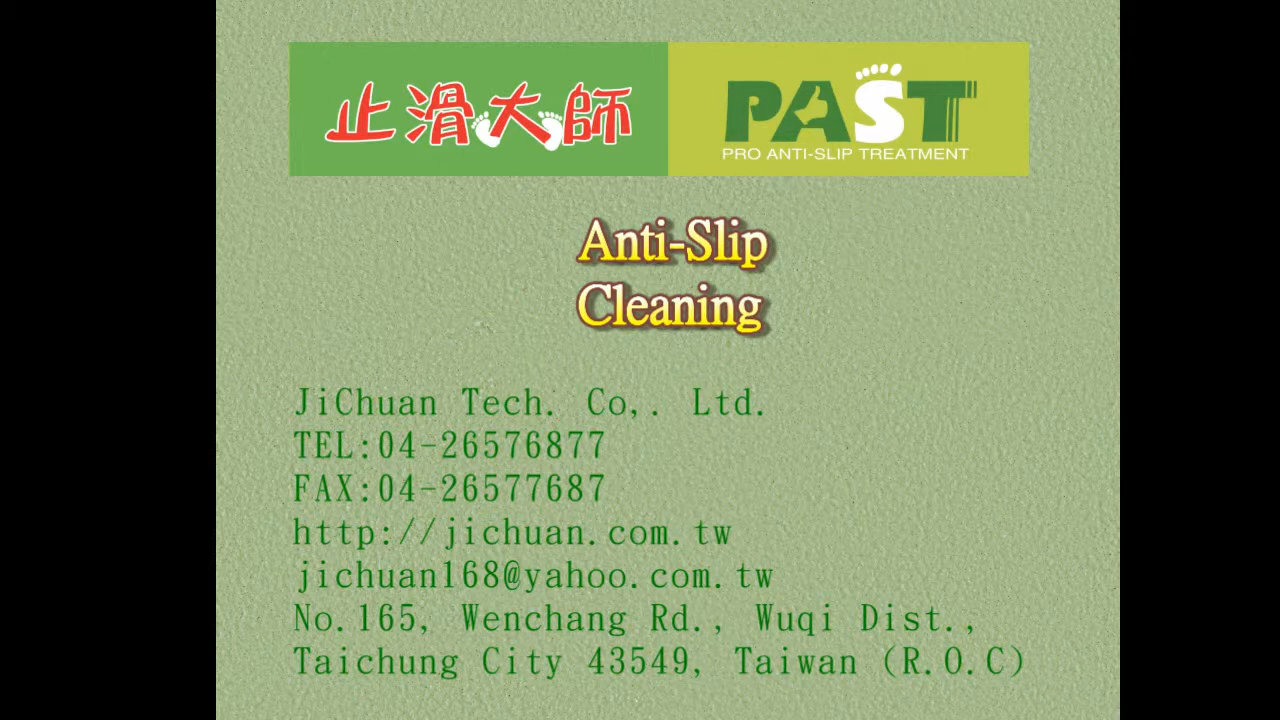 止滑大師
PAST
PRO ANTI-SLIP TREATMENT
Anti-Slip
Cleaning
JiChuan Tech. Co,. Ltd.
TEL:04-26576877
FAX:04-26577687
http://jichuan.com.tw
jichuan168@yahoo.com.tw
No.165, Wenchang Rd., Wuqi Dist.,
Taichung City 43549, Taiwan (R.O.C)